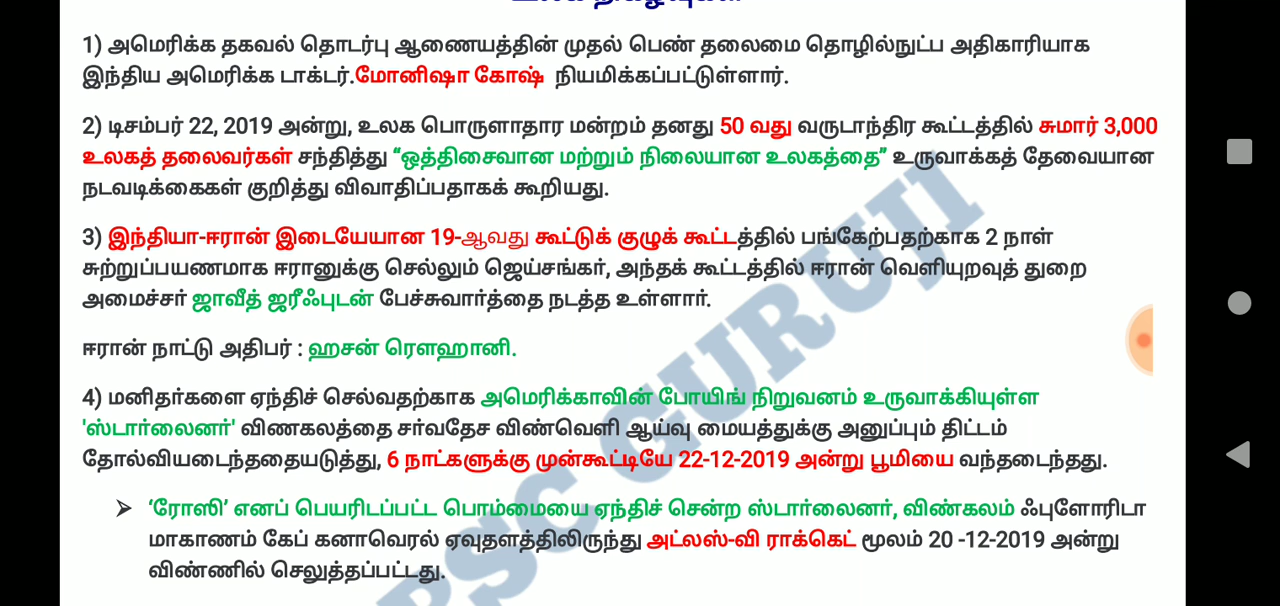 உலக நிகழ்வுகள்
1) அமெரிக்க தகவல் தொடர்பு ஆணையத்தின் முதல் பெண் தலைமை தொழில்நுட்ப அதிகாரியாக
இந்திய அமெரிக்க டாக்டர்.மோனிஷா கோஷ் நியமிக்கப்பட்டுள்ளார்.
2) டிசம்பர் 22, 2019 அன்று, உலக பொருளாதார மன்றம் தனது 50 வது வருடாந்திர கூட்டத்தில் சுமார் 3,000
உலகத் தலைவர்கள் சந்தித்து “ஒத்திசைவான மற்றும் நிலையான உலகத்தை” உருவாக்கத் தேவையான
நடவடிக்கைகள் குறித்து விவாதிப்பதாகக் கூறியது.
3) இந்தியா-ஈரான் இடையேயான 19-ஆவது கூட்டுக் குழுக் கூட்டத்தில் பங்கேற்பதற்காக 2 நாள்
சுற்றுப்பயணமாக ஈரானுக்கு செல்லும் ஜெய்சங்கர், அந்தக் கூட்டத்தில் ஈரான் வெளியுறவுத் துறை
அமைச்சர் ஜாவீத் ஜரீஃபுடன் பேச்சுவார்த்தை நடத்த உள்ளார்.
ஈரான் நாட்டு அதிபர் : ஹசன் ரௌஹானி.
4) மனிதர்களை ஏந்திச் செல்வதற்காக அமெரிக்காவின் போயிங் நிறுவனம் உருவாக்கியுள்ள
'ஸ்டார்லைனர்' விணகலத்தை சர்வதேச விண்வெளி ஆய்வு மையத்துக்கு அனுப்பும் திட்டம்
தோல்வியடைந்ததையடுத்து, 6 நாட்களுக்கு முன்கூட்டியே 22-12-2019 அன்று பூமியை வந்தடைந்தது.
➢ ‘ரோஸி’ எனப் பெயரிடப்பட்ட பொம்மையை ஏந்திச் சென்ற ஸ்டார்லைனர், விண்கலம் ஃபுளோரிடா
மாகாணம் கேப் கனாவெரல் ஏவுதளத்திலிருந்து அட்லஸ்-வி ராக்கெட் மூலம் 20 -12-2019 அன்று
விண்ணில் செலுத்தப்பட்டது.
PSC GURUJI